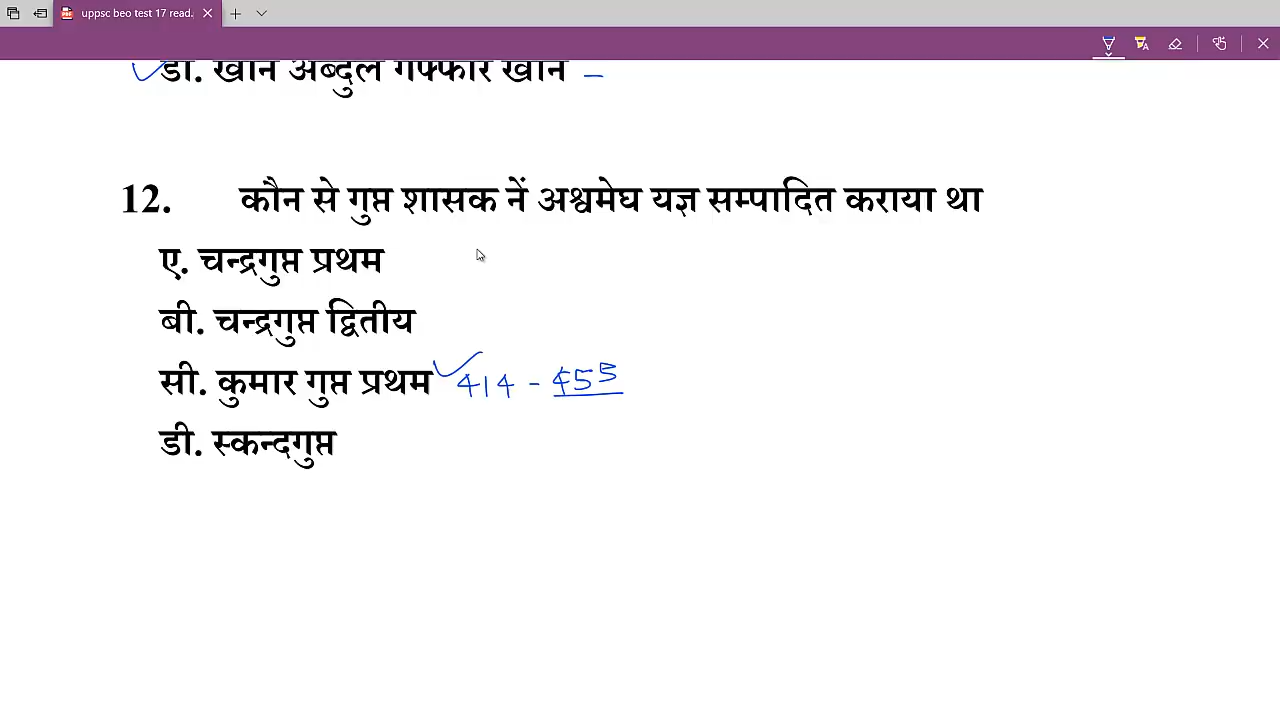 uppsc beo test 17 read.
डी. खान अब्दुल गफ्फार खान –
12. कौन से गुप्त शासक नें अश्वमेघ यज्ञ सम्पादित कराया था
ए. चन्द्रगुप्त प्रथम
बी. चन्द्रगुप्त द्वितीय
सी. कुमार गुप्त प्रथम 414 - 455
डी. स्कन्दगुप्त